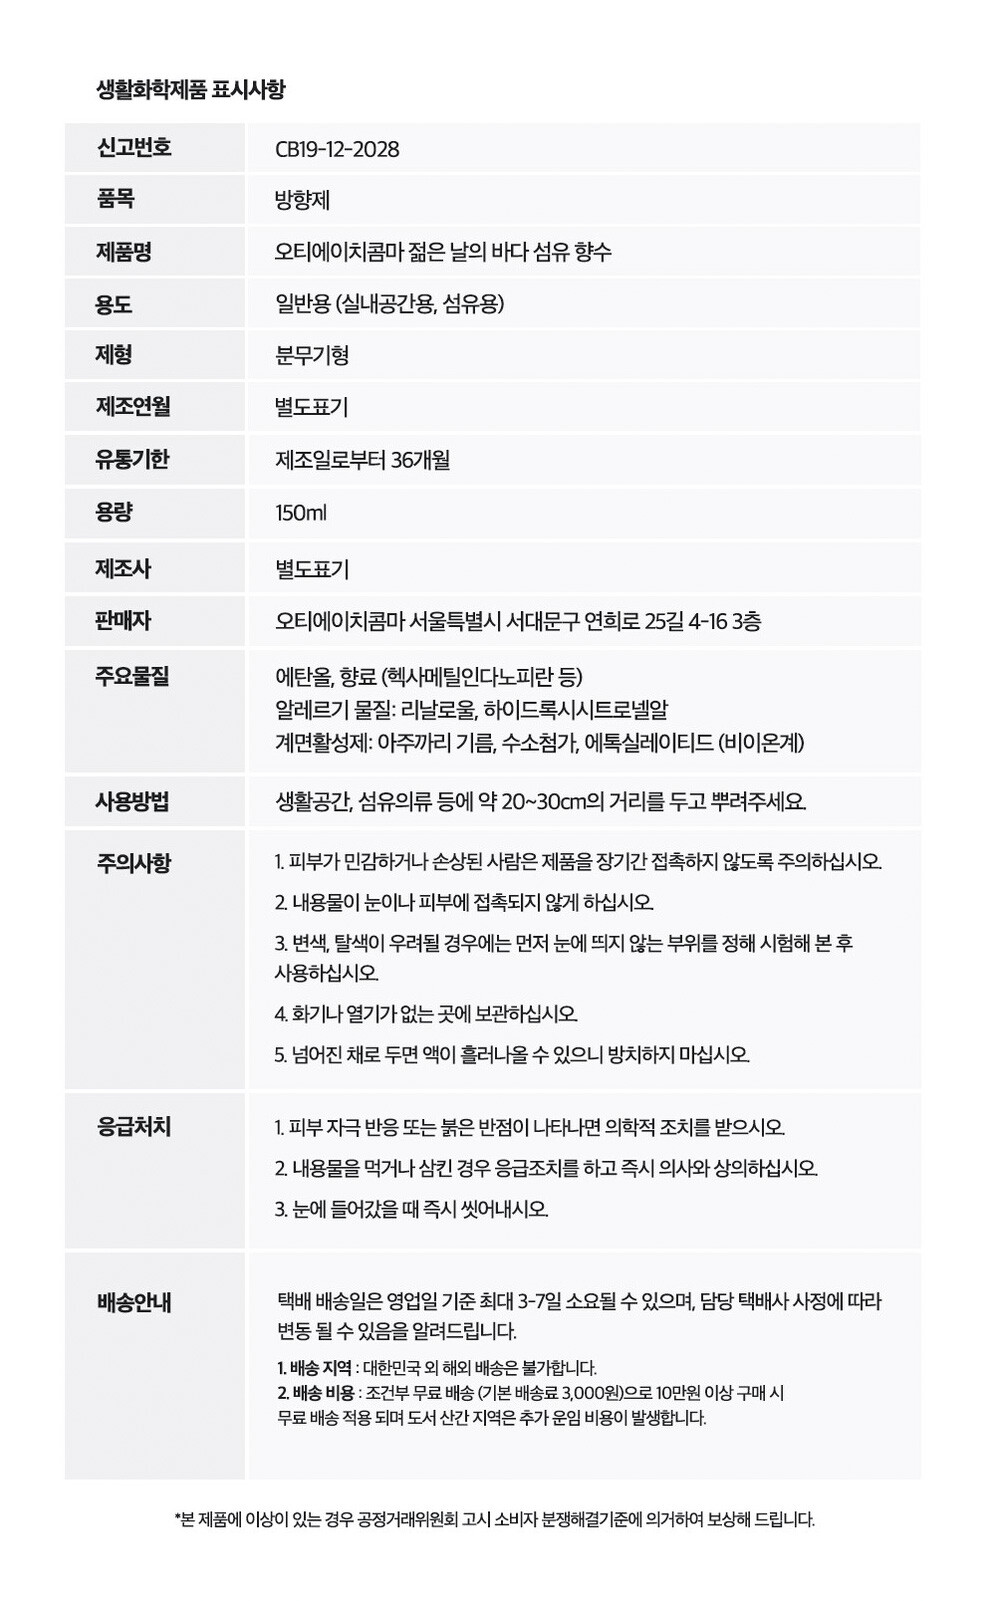 생활화학제품 표시사항
신고번호 CB19-12-2028
품목 방향제
제품명 오티에이치콤마 젊은 날의 바다 섬유 향수
용도 일반용 (실내공간용, 섬유용)
제형 분무기형
제조연월 별도표기
유통기한 제조일로부터 36개월
용량 150ml
제조사 별도표기
판매자 오티에이치콤마 서울특별시 서대문구 연희로 25길 4-16 3층
주요물질 에탄올, 향료 (헥사메틸인다노피란 등)
알레르기 물질: 리날로울, 하이드록시시트로넬알
계면활성제: 아주까리 기름, 수소첨가, 에톡실레이티드 (비이온계)
사용방법 생활공간, 섬유의류 등에 약 20~30cm의 거리를 두고 뿌려주세요.
주의사항 1. 피부가 민감하거나 손상된 사람은 제품을 장기간 접촉하지 않도록 주의하십시오.
2. 내용물이 눈이나 피부에 접촉되지 않게 하십시오.
3. 변색, 탈색이 우려될 경우에는 먼저 눈에 띄지 않는 부위를 정해 시험해 본 후
사용하십시오.
4. 화기나 열기가 없는 곳에 보관하십시오.
5. 넘어진 채로 두면 액이 흘러나올 수 있으니 방치하지 마십시오.
응급처치 1. 피부 자극 반응 또는 붉은 반점이 나타나면 의학적 조치를 받으시오.
2. 내용물을 먹거나 삼킨 경우 응급조치를 하고 즉시 의사와 상의하십시오.
3. 눈에 들어갔을 때 즉시 씻어내시오.
배송안내 택배 배송일은 영업일 기준 최대 3-7일 소요될 수 있으며, 담당 택배사 사정에 따라
변동 될 수 있음을 알려드립니다.
1. 배송 지역 : 대한민국 외 해외 배송은 불가합니다.
2. 배송 비용 : 조건부 무료 배송 (기본 배송료 3,000원)으로 10만원 이상 구매 시
무료 배송 적용 되며 도서 산간 지역은 추가 운임 비용이 발생합니다.
*본 제품에 이상이 있는 경우 공정거래위원회 고시 소비자 분쟁해결기준에 의거하여 보상해 드립니다.